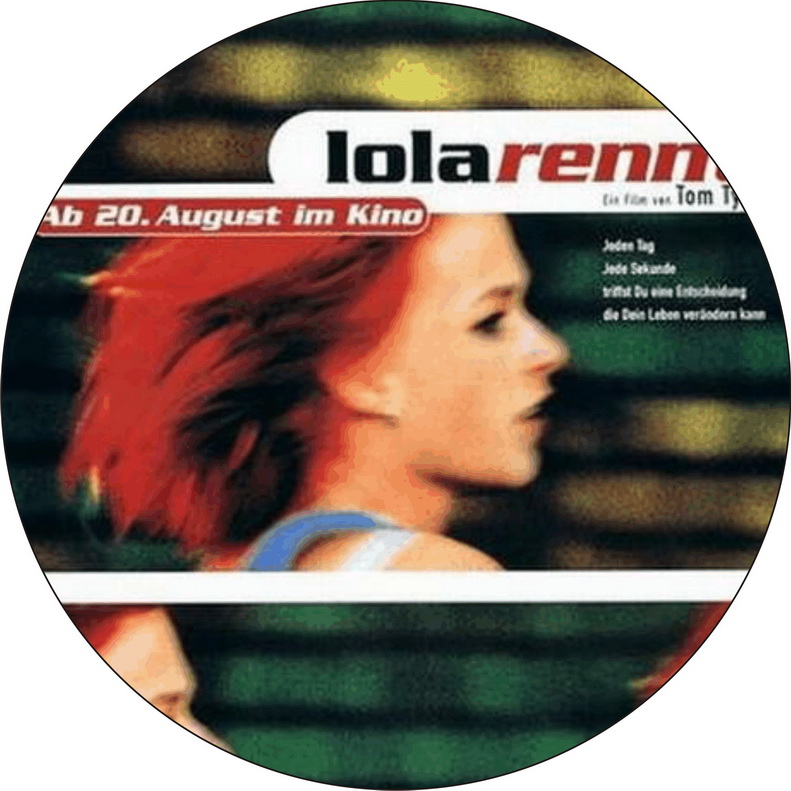 lolarenn
Ein Film von Tom Ty
Ab 20. August im Kino
Jeden Tag
Jede Sekunde
triffst Du eine Entscheidung
die Dein Leben verändern kann